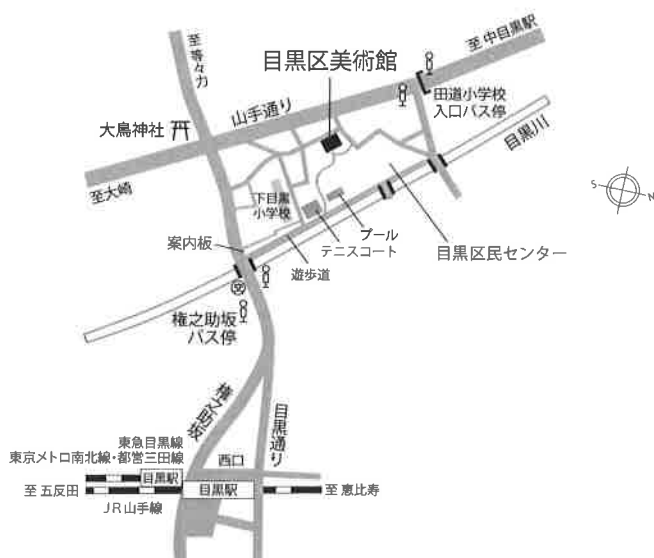 至 中目黒駅
至 等々力
目黒区美術館
田道小学校
入口バス停
山手通り
大鳥神社
目黒川
至大崎
下目黒
小学校
S
N
プール
テニスコート
目黒区民センター
案内板
遊歩道
権之助坂
バス停
権之助坂
目黒通り
東急目黒線
東京メトロ南北線・都営三田線
西口
目黒駅
至 五反田
目黒駅
至 恵比寿
JR山手線